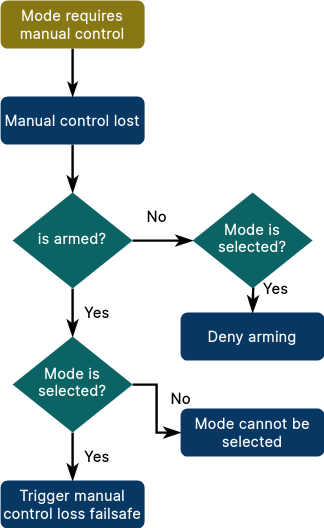 Mode requires
manual control
Manual control lost
is armed?
No
Mode is
selected?
Yes
Deny arming
Yes
Mode is
selected?
No
Mode cannot be
selected
Yes
Trigger manual
control loss failsafe